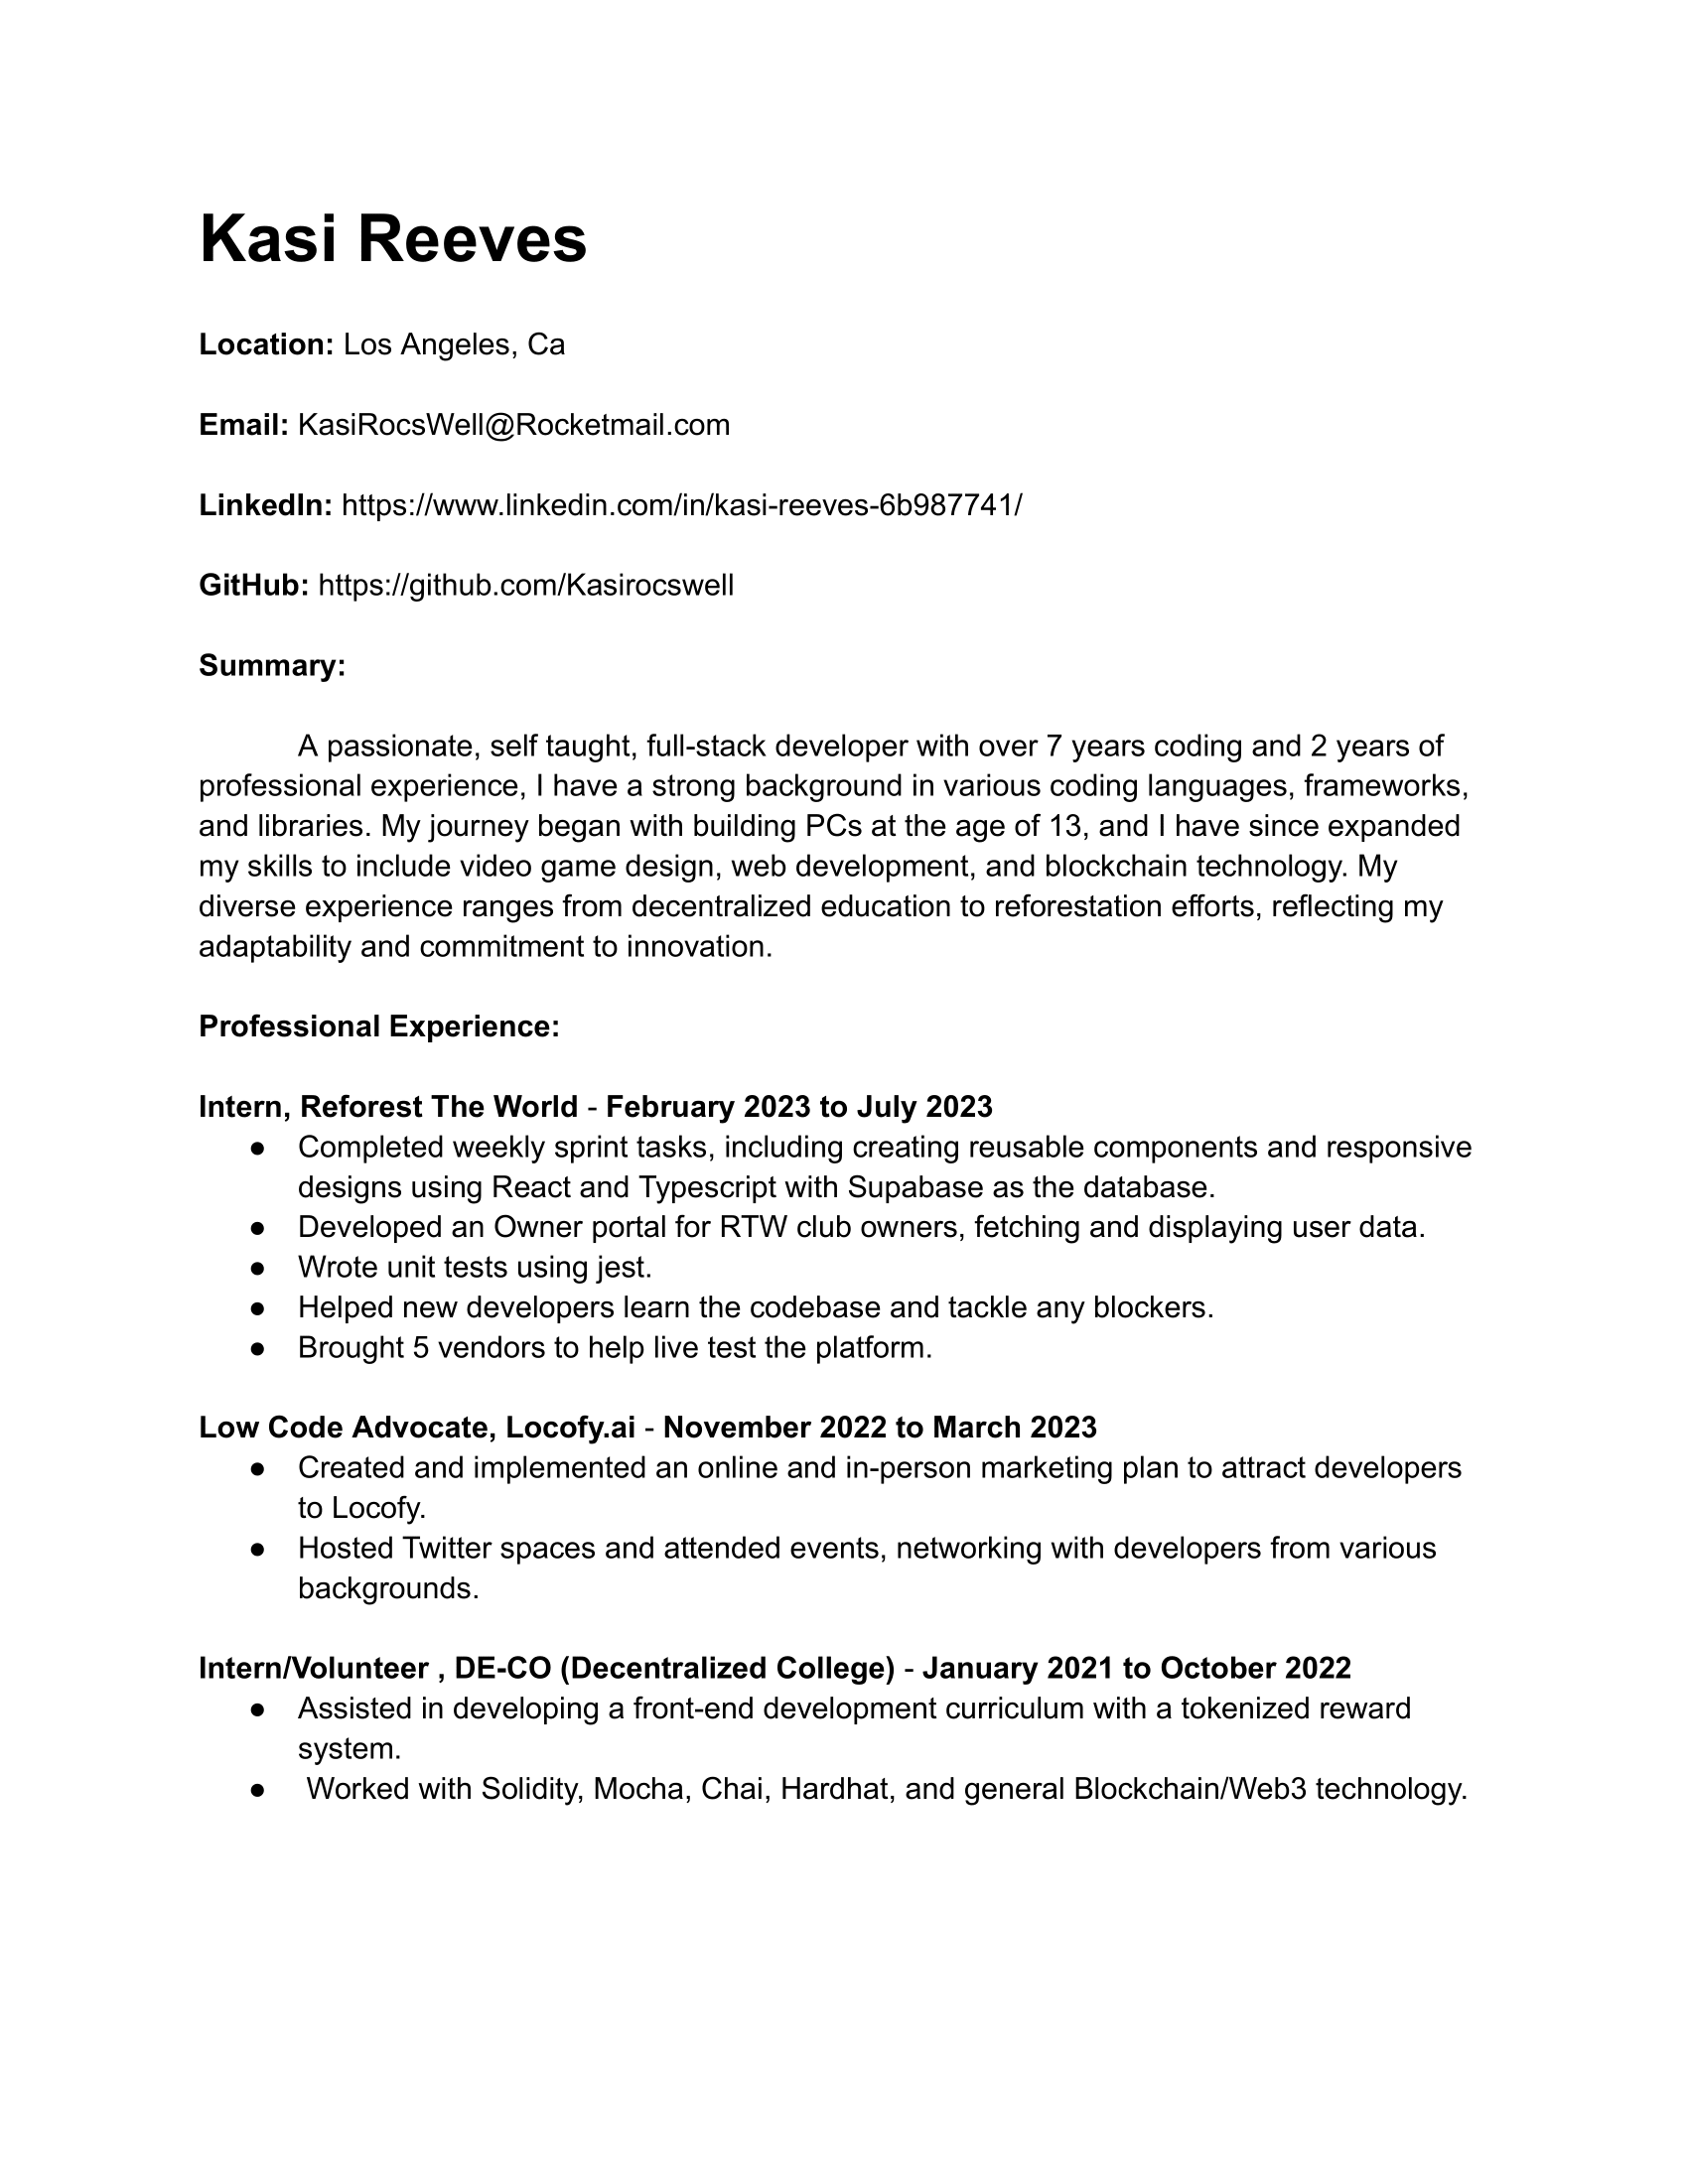 Kasi Reeves
Location: Los Angeles, Ca
Email: KasiRocsWell@Rocketmail.com
LinkedIn: https://www.linkedin.com/in/kasi-reeves-6b987741/
GitHub: https://github.com/Kasirocswell
Summary:
A passionate, self taught, full-stack developer with over 7 years coding and 2 years of
professional experience, I have a strong background in various coding languages, frameworks,
and libraries. My journey began with building PCs at the age of 13, and I have since expanded
my skills to include video game design, web development, and blockchain technology. My
diverse experience ranges from decentralized education to reforestation efforts, reflecting my
adaptability and commitment to innovation.
Professional Experience:
Intern, Reforest The World - February 2023 to July 2023
● Completed weekly sprint tasks, including creating reusable components and responsive
designs using React and Typescript with Supabase as the database.
● Developed an Owner portal for RTW club owners, fetching and displaying user data.
● Wrote unit tests using jest.
● Helped new developers learn the codebase and tackle any blockers.
● Brought 5 vendors to help live test the platform.
Low Code Advocate, Locofy.ai - November 2022 to March 2023
● Created and implemented an online and in-person marketing plan to attract developers
to Locofy.
● Hosted Twitter spaces and attended events, networking with developers from various
backgrounds.
Intern/Volunteer , DE-CO (Decentralized College) - January 2021 to October 2022
● Assisted in developing a front-end development curriculum with a tokenized reward
system.
● Worked with Solidity, Mocha, Chai, Hardhat, and general Blockchain/Web3 technology.